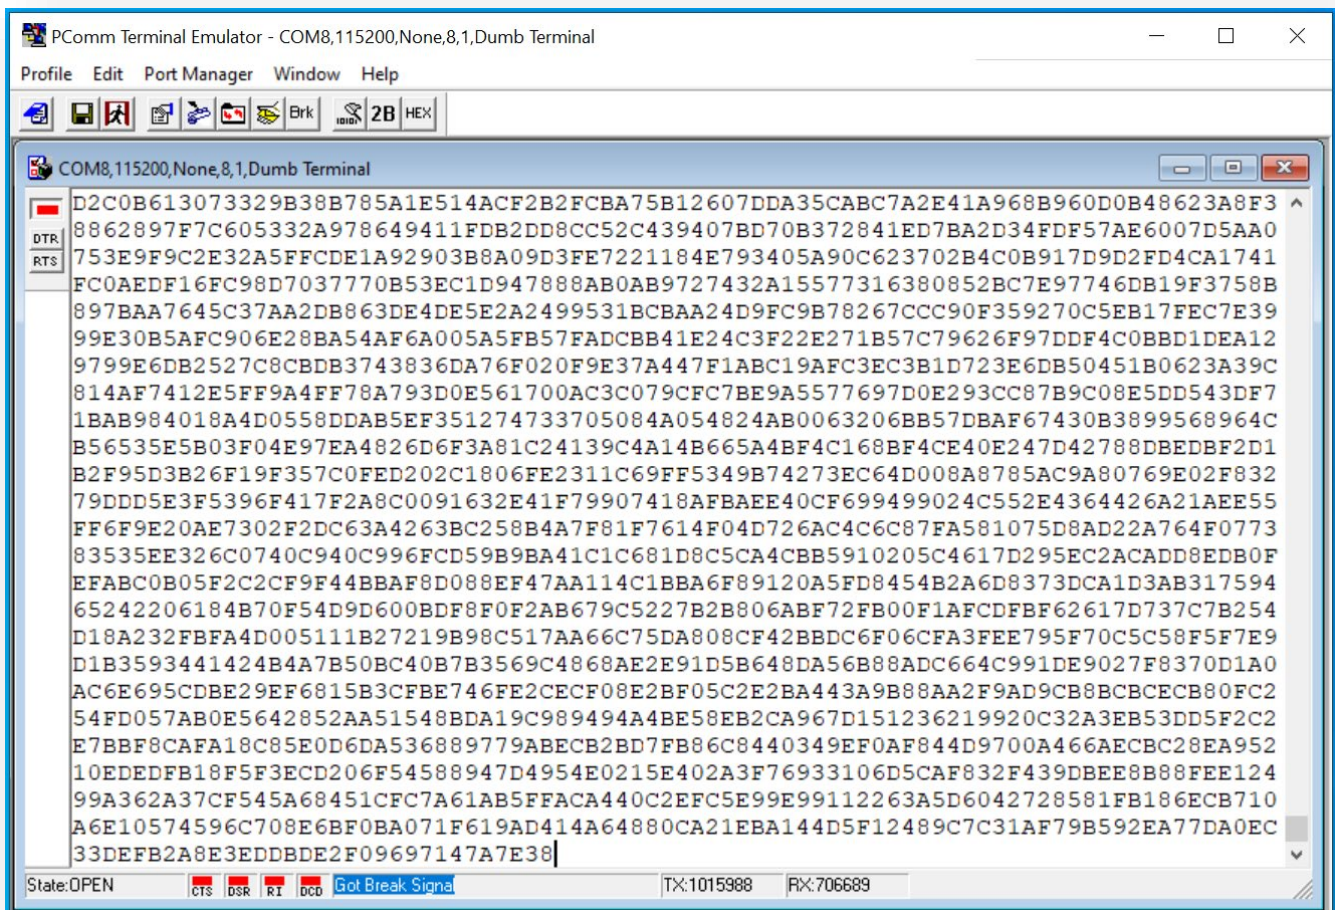 PComm Terminal Emulator - COM8,115200,None,8,1,Dumb Terminal
Profile Edit Port Manager Window Help
Brk 2B HEX
COM8,115200,None,8,1,Dumb Terminal
DTR
RTS
D2C0B613073329B38B785A1E514ACF2B2FCBA75B12607DDA35CABC7A2E41A968B960D0B48623A8F3
8862897F7C605332A978649411FDB2DD8CC52C439407BD70B372841ED7BA2D34FDF57AE6007D5AA0
753E9F9C2E32A5FFCDE1A92903B8A09D3FE7221184E793405A90C623702B4C0B917D9D2FD4CA1741
FC0AEDF16FC98D7037770B53EC1D947888AB0AB9727432A15577316380852BC7E97746DB19F3758B
897BAA7645C37AA2DB863DE4DE5E2A2499531BCBAA24D9FC9B78267CCC90F359270C5EB17FEC7E39
99E30B5AFC906E28BA54AF6A005A5FB57FADCBB41E24C3F22E271B57C79626F97DDF4C0BBD1DEA12
9799E6DB2527C8CBDB3743836DA76F020F9E37A447F1ABC19AFC3EC3B1D723E6DB50451B0623A39C
814AF7412E5FF9A4FF78A793D0E561700AC3C079CFC7BE9A5577697D0E293CC87B9C08E5DD543DF7
1BAB984018A4D0558DDAB5EF351274733705084A054824AB0063206BB57DBAF67430B3899568964C
B56535E5B03F04E97EA4826D6F3A81C24139C4A14B665A4BF4C168BF4CE40E247D42788DBEDBF2D1
B2F95D3B26F19F357C0FED202C1806FE2311C69FF5349B74273EC64D008A8785AC9A80769E02F832
79DDD5E3F5396F417F2A8C0091632E41F79907418AFBAEE40CF699499024C552E4364426A21AEE55
FF6F9E20AE7302F2DC63A4263BC258B4A7F81F7614F04D726AC4C6C87FA581075D8AD22A764F0773
83535EE326C0740C940C996FCD59B9BA41C1C681D8C5CA4CBB5910205C4617D295EC2ACADD8EDB0F
EFABC0B05F2C2CF9F44BBAF8D088EF47AA114C1BBA6F89120A5FD8454B2A6D8373DCA1D3AB317594
65242206184B70F54D9D600BDF8F0F2AB679C5227B2B806ABF72FB00F1AFCDFBF62617D737C7B254
D18A232FBFA4D005111B27219B98C517AA66C75DA808CF42BBDC6F06CFA3FEE795F70C5C58F5F7E9
D1B3593441424B4A7B50BC40B7B3569C4868AE2E91D5B648DA56B88ADC664C991DE9027F8370D1A0
AC6E695CDBE29EF6815B3CFBE746FE2CECF08E2BF05C2E2BA443A9B88AA2F9AD9CB8BCBCECB80FC2
54FD057AB0E5642852AA51548BDA19C989494A4BE58EB2CA967D151236219920C32A3EB53DD5F2C2
E7BBF8CAFA18C85E0D6DA536889779ABECB2BD7FB86C8440349EF0AF844D9700A466AECBC28EA952
10EDEDFB18F5F3ECD206F54588947D4954E0215E402A3F76933106D5CAF832F439DBEE8B88FEE124
99A362A37CF545A68451CFC7A61AB5FFACA440C2EFC5E99E99112263A5D6042728581FB186ECB710
A6E10574596C708E6BF0BA071F619AD414A64880CA21EBA144D5F12489C7C31AF79B592EA77DA0EC
33DEFB2A8E3EDDBDE2F09697147A7E38
State:OPEN CTS DSR RI DCD Got Break Signal TX:1015988 RX:706689